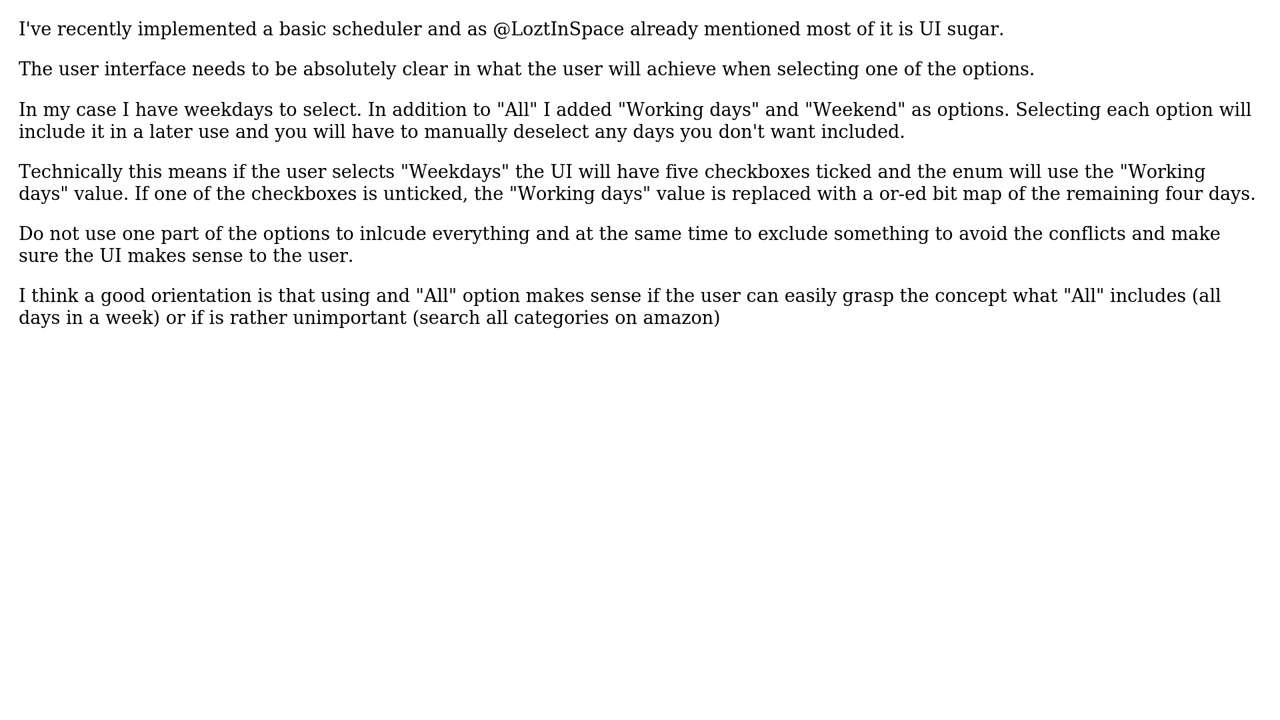 I've recently implemented a basic scheduler and as @LoztInSpace already mentioned most of it is UI sugar.
The user interface needs to be absolutely clear in what the user will achieve when selecting one of the options.
In my case I have weekdays to select. In addition to "All" I added "Working days" and "Weekend" as options. Selecting each option will
include it in a later use and you will have to manually deselect any days you don't want included.
Technically this means if the user selects "Weekdays" the UI will have five checkboxes ticked and the enum will use the "Working
days" value. If one of the checkboxes is unticked, the "Working days" value is replaced with a or-ed bit map of the remaining four days.
Do not use one part of the options to inlcude everything and at the same time to exclude something to avoid the conflicts and make
sure the UI makes sense to the user.
I think a good orientation is that using and "All" option makes sense if the user can easily grasp the concept what "All" includes (all
days in a week) or if is rather unimportant (search all categories on amazon)